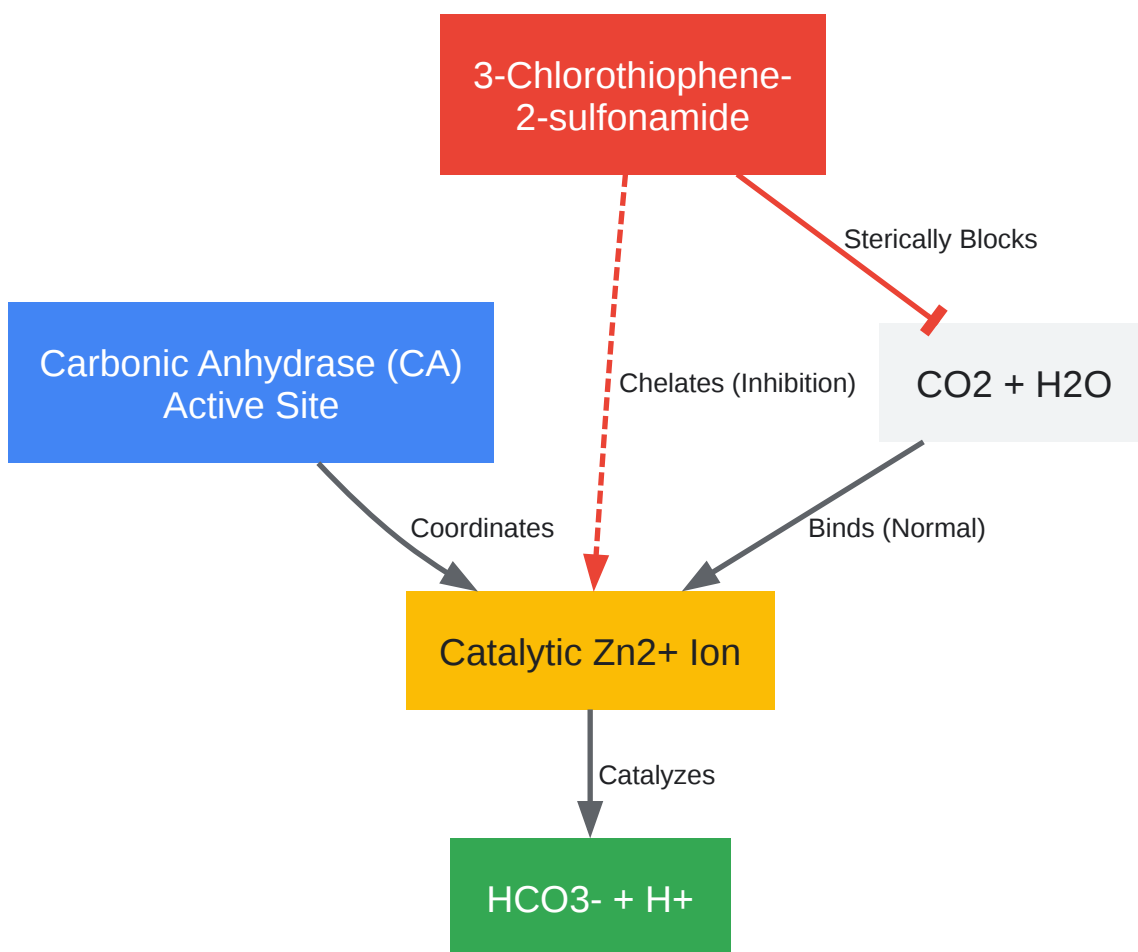 3-Chlorothiophene-
2-sulfonamide
Sterically Blocks
Carbonic Anhydrase (CA)
Active Site
Chelates (Inhibition)
CO2 + H2O
Coordinates
Binds (Normal)
Catalytic Zn2+ Ion
Catalyzes
HCO3- + H+